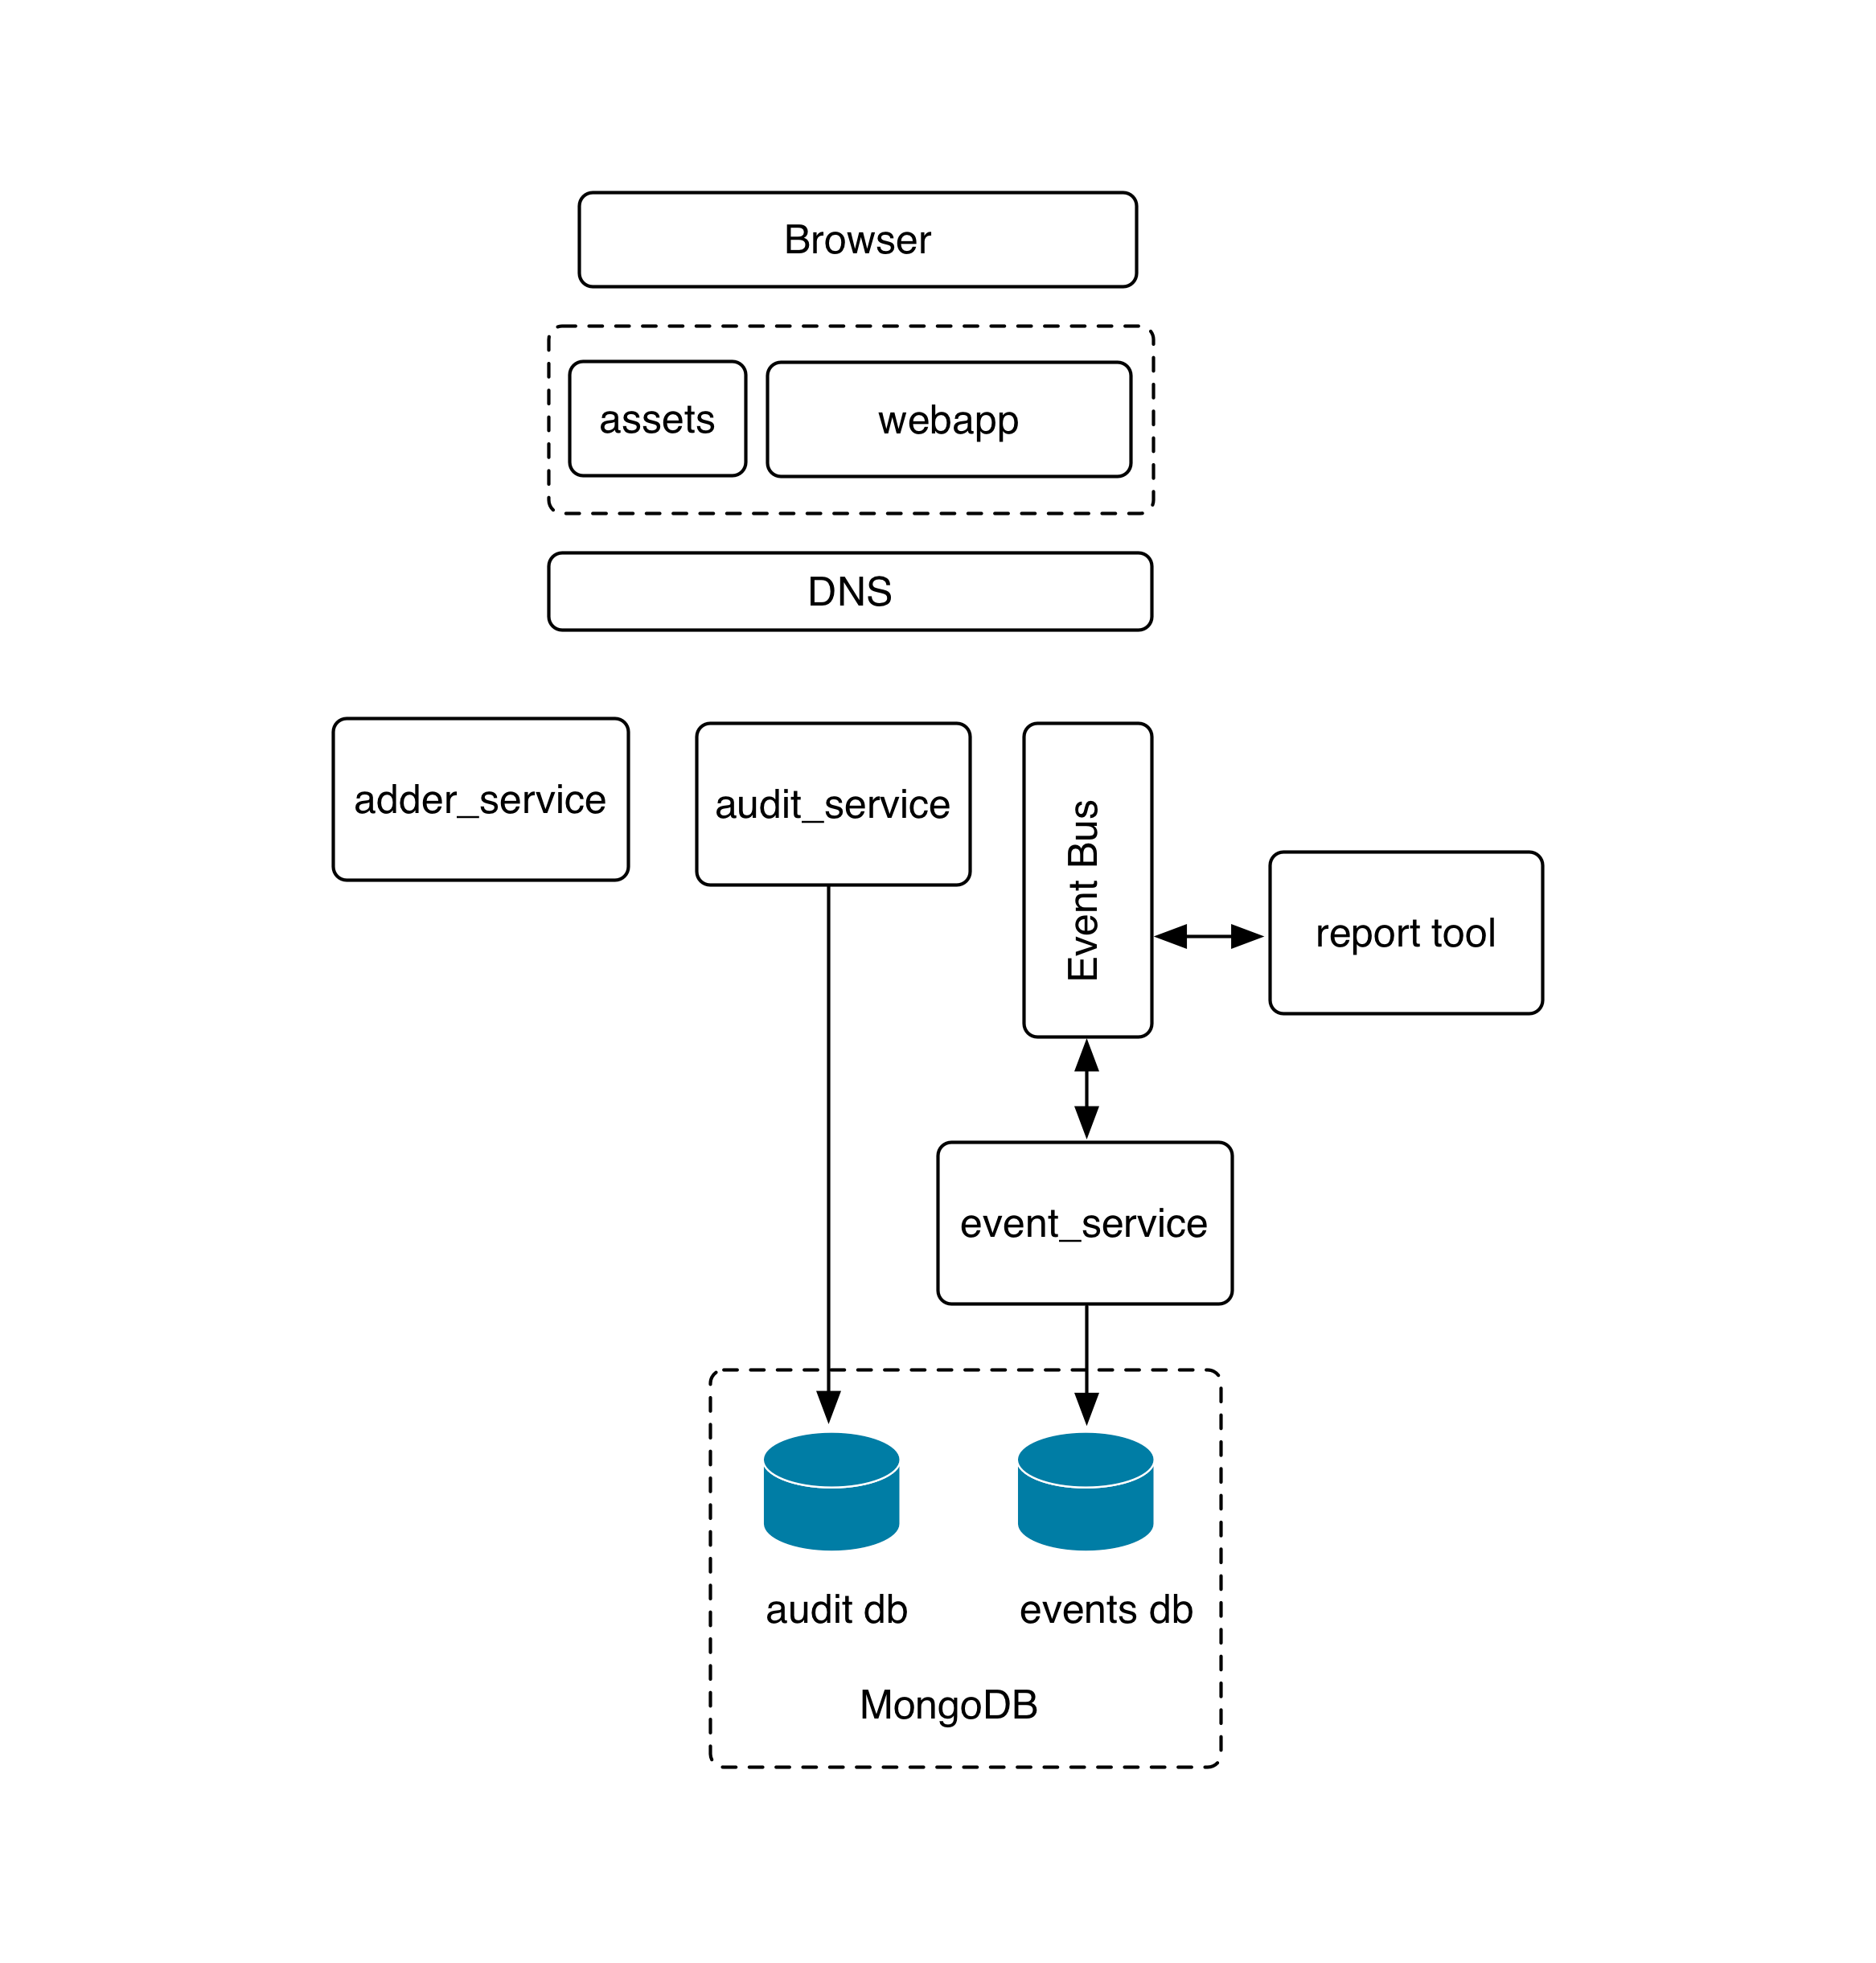 Browser
assets
webapp
DNS
adder_service
audit_service
Event Bus
report tool
event_service
audit db
events db
MongoDB